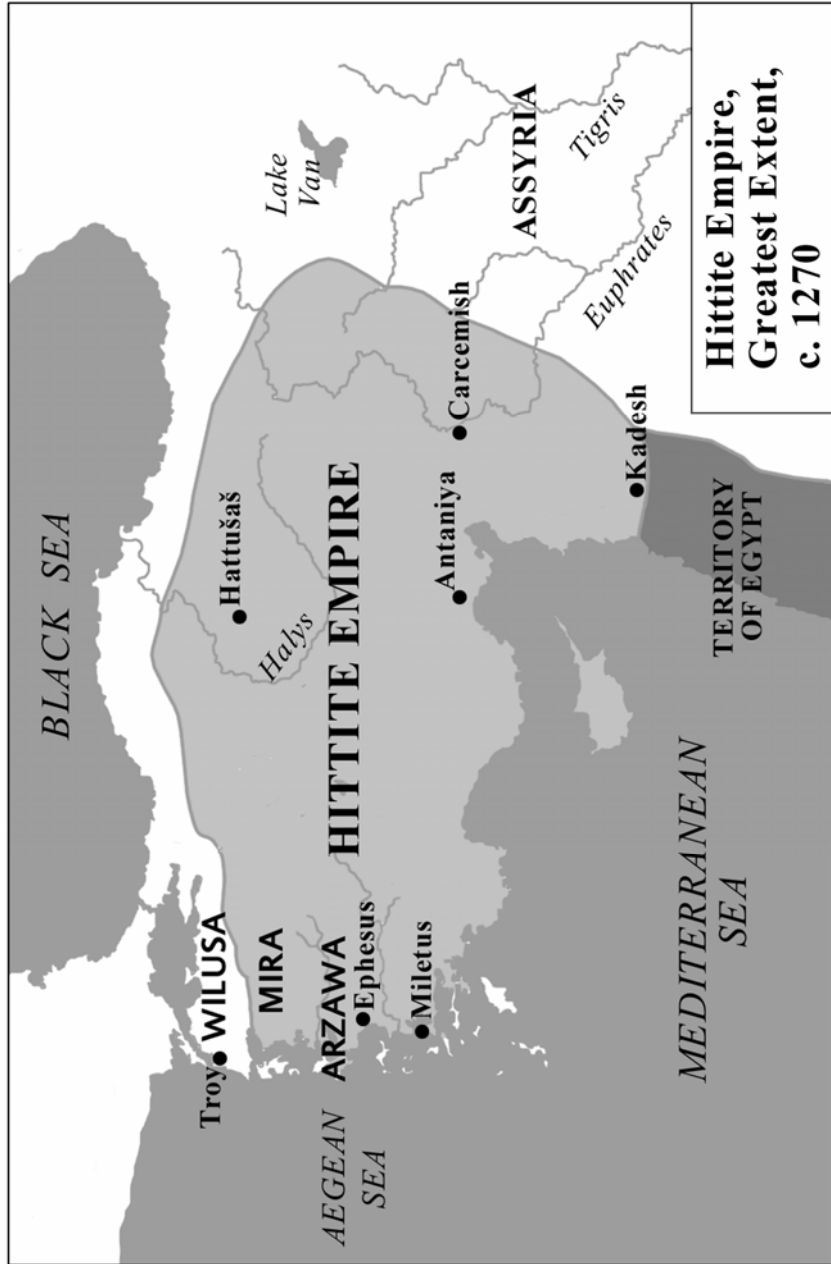 BLACK SEA
Lake
Van
Troy
WILUSA
Hattušaš
MIRA
Halys
ASSYRIA
Tigris
AEGEAN
SEA
ARZAWA
Ephesus
HITTITE EMPIRE
Miletus
Antaniya
Carcemish
Euphrates
Kadesh
MEDITERRANEAN
SEA
TERRITORY
OF EGYPT
Hittite Empire,
Greatest Extent,
c. 1270